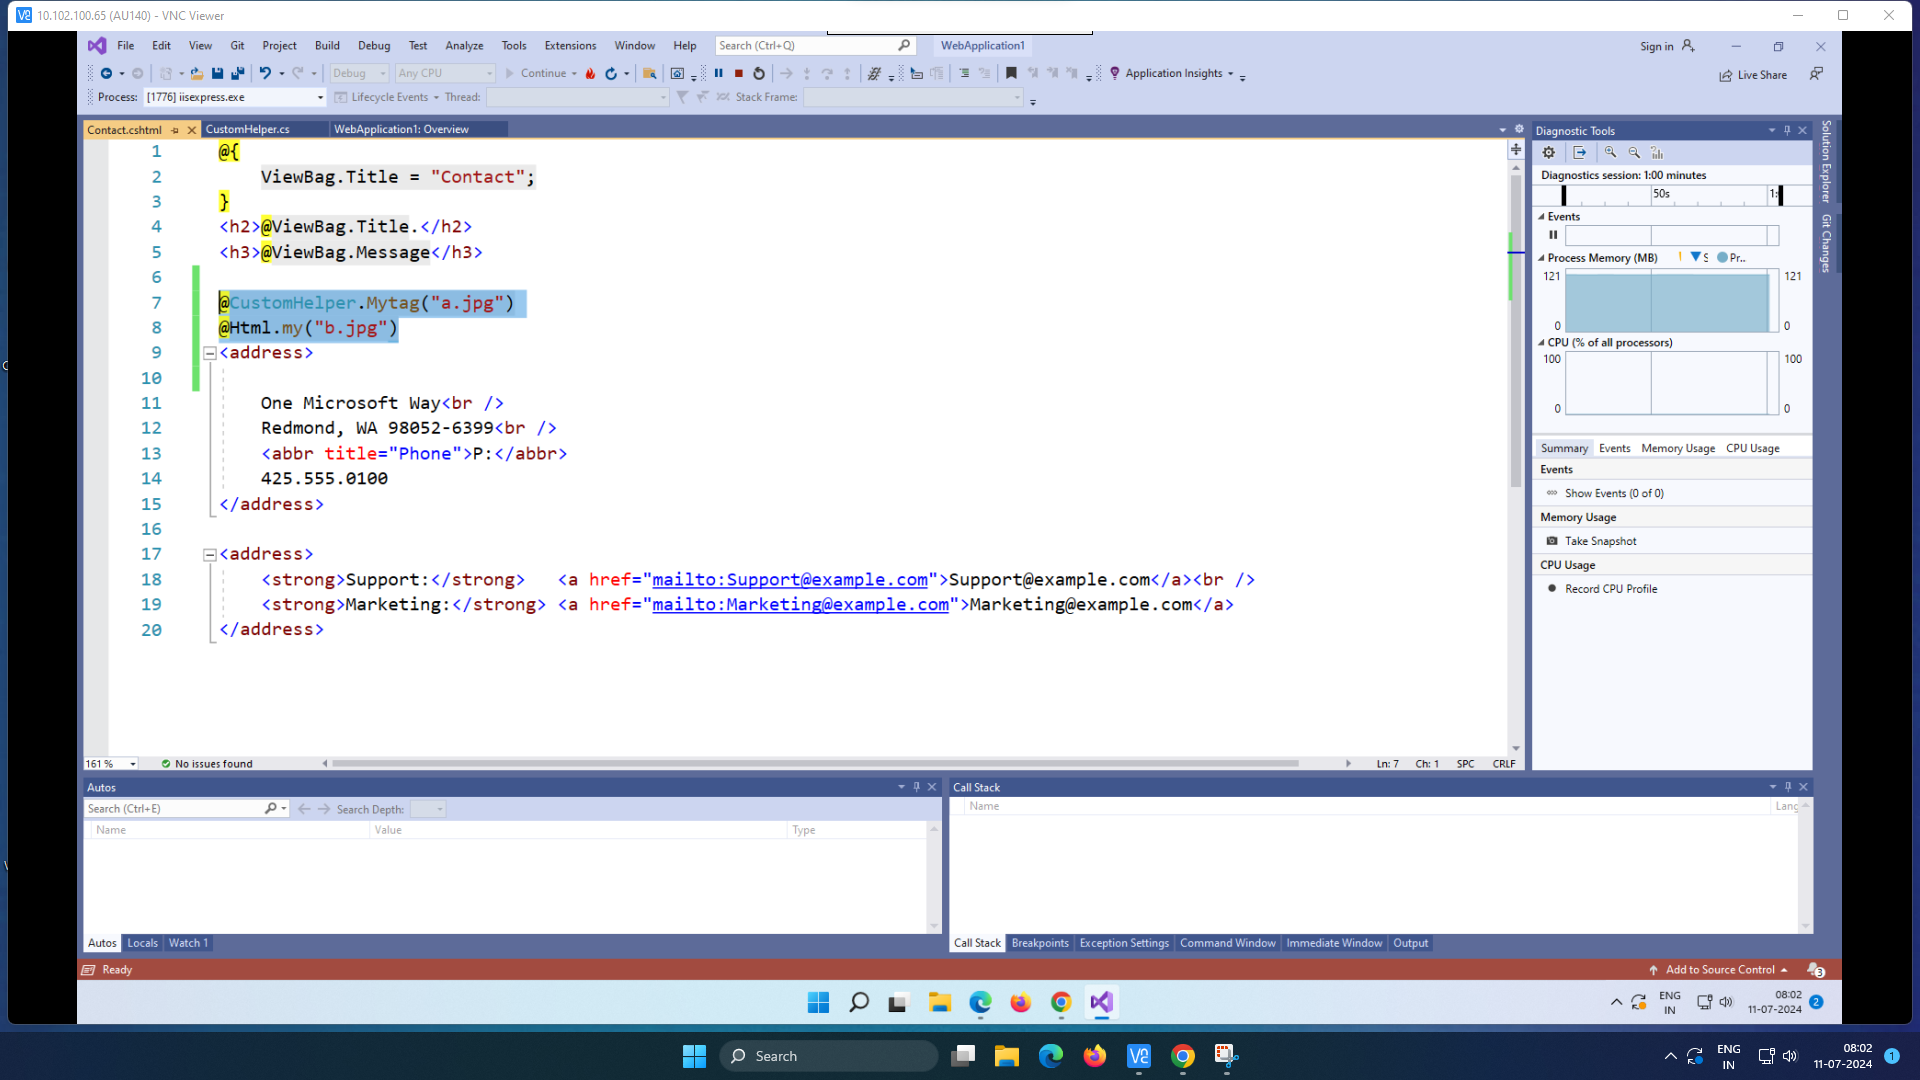 10.102.100.65 (AU140) - VNC Viewer
File Edit View Git Project Build Debug Test Analyze Tools Extensions Window Help Search (Ctrl+Q) WebApplication1 Sign in
Debug Any CPU Continue Application Insights Live Share
Process: [1776] iisexpress.exe Lifecycle Events Thread: Stack Frame:
Contact.cshtml CustomHelper.cs WebApplication1: Overview
1 @{
2 ViewBag.Title = "Contact";
3 }
4 <h2>@ViewBag.Title.</h2>
5 <h3>@ViewBag.Message</h3>
6
7 @CustomHelper.Mytag("a.jpg")
8 @Html.my("b.jpg")
9 <address>
10
11 One Microsoft Way<br />
12 Redmond, WA 98052-6399<br />
13 <abbr title="Phone">P:</abbr>
14 425.555.0100
15 </address>
16
17 <address>
18 <strong>Support:</strong> <a href="mailto:Support@example.com">Support@example.com</a><br />
19 <strong>Marketing:</strong> <a href="mailto:Marketing@example.com">Marketing@example.com</a>
20 </address>
161 % No issues found Ln: 7 Ch: 1 SPC CRLF
Diagnostic Tools
Diagnostics session: 1:00 minutes
50s 1:
Events
Process Memory (MB) S Pr..
121 121
0 0
CPU (% of all processors)
100 100
0 0
Summary Events Memory Usage CPU Usage
Events
Show Events (0 of 0)
Memory Usage
Take Snapshot
CPU Usage
Record CPU Profile
Solution Explorer
Git Changes
Autos
Search (Ctrl+E) Search Depth:
Name Value Type
Autos Locals Watch 1
Call Stack
Name Lang
Call Stack Breakpoints Exception Settings Command Window Immediate Window Output
Ready Add to Source Control 3
ENG IN 08:02 11-07-2024 2
Search ENG IN 08:02 11-07-2024 1